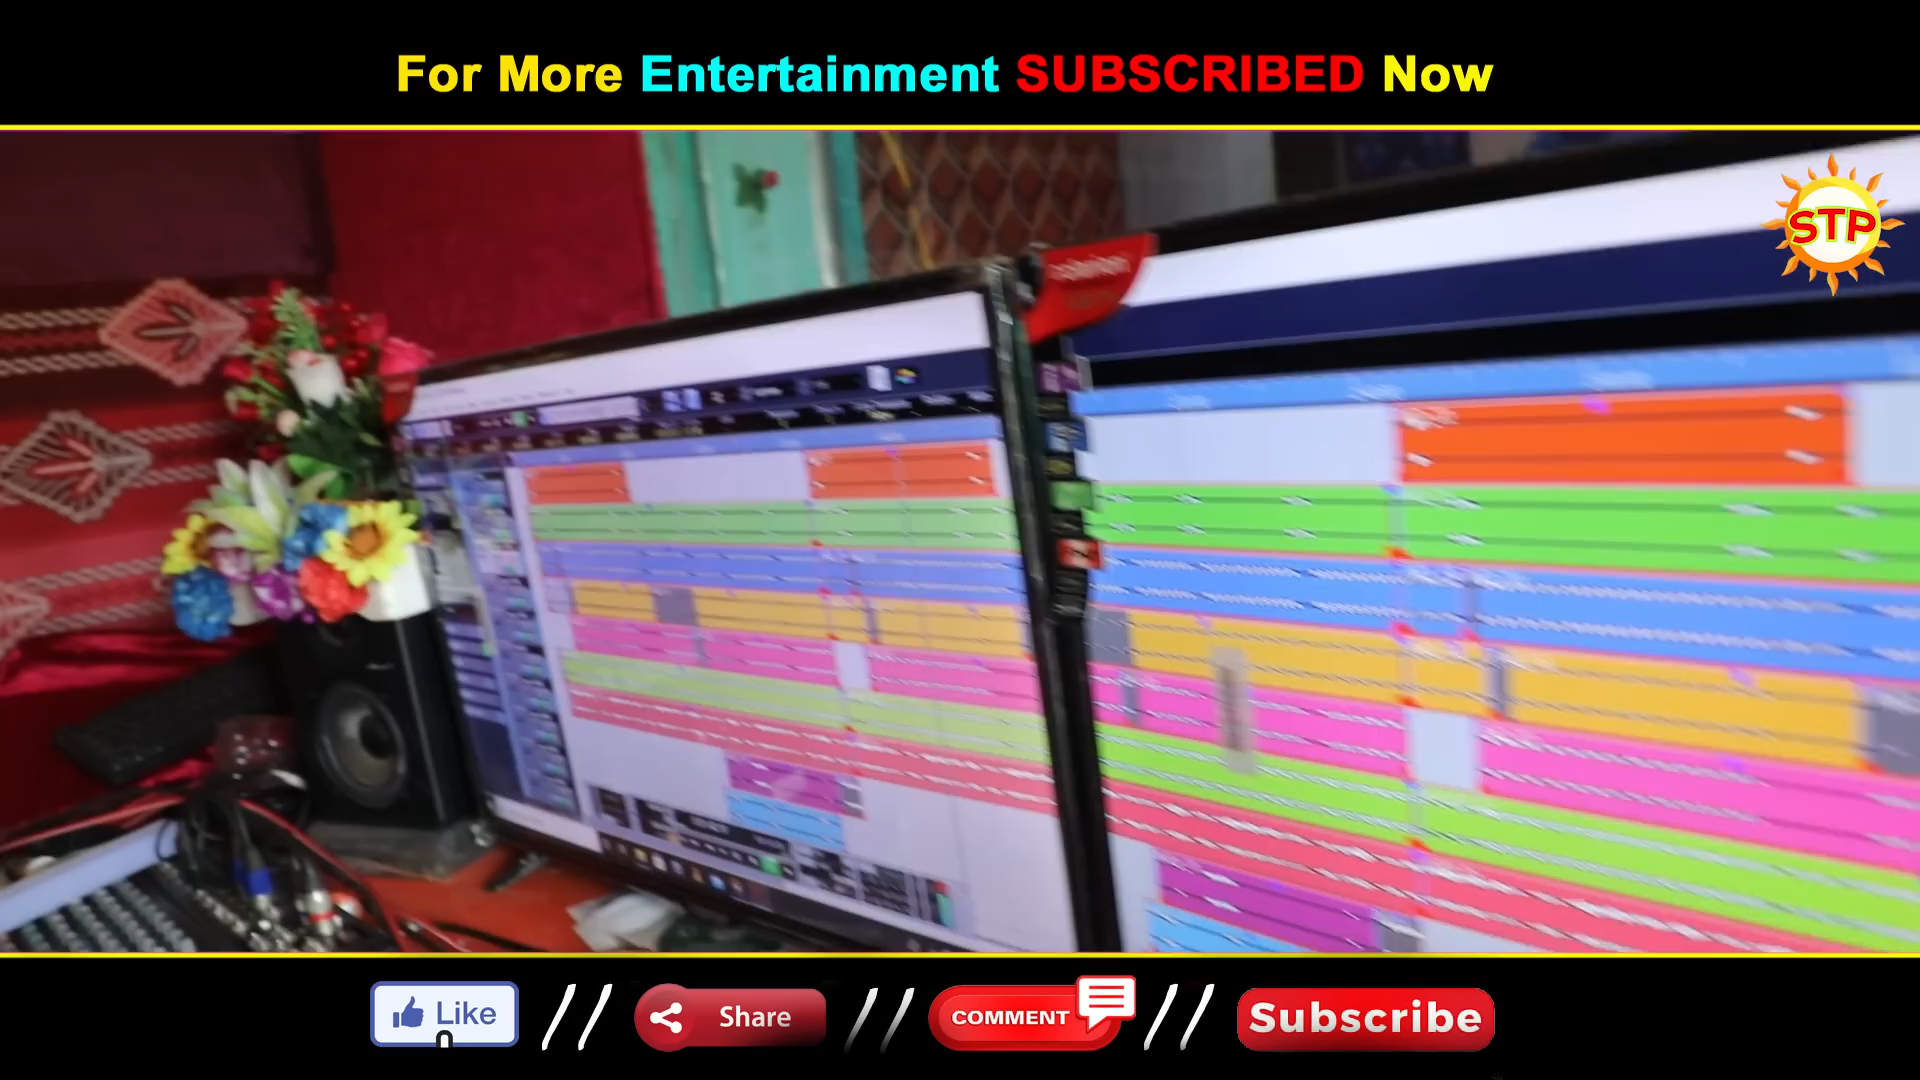 For More Entertainment SUBSCRIBED Now
STP
Like
Share
COMMENT
Subscribe